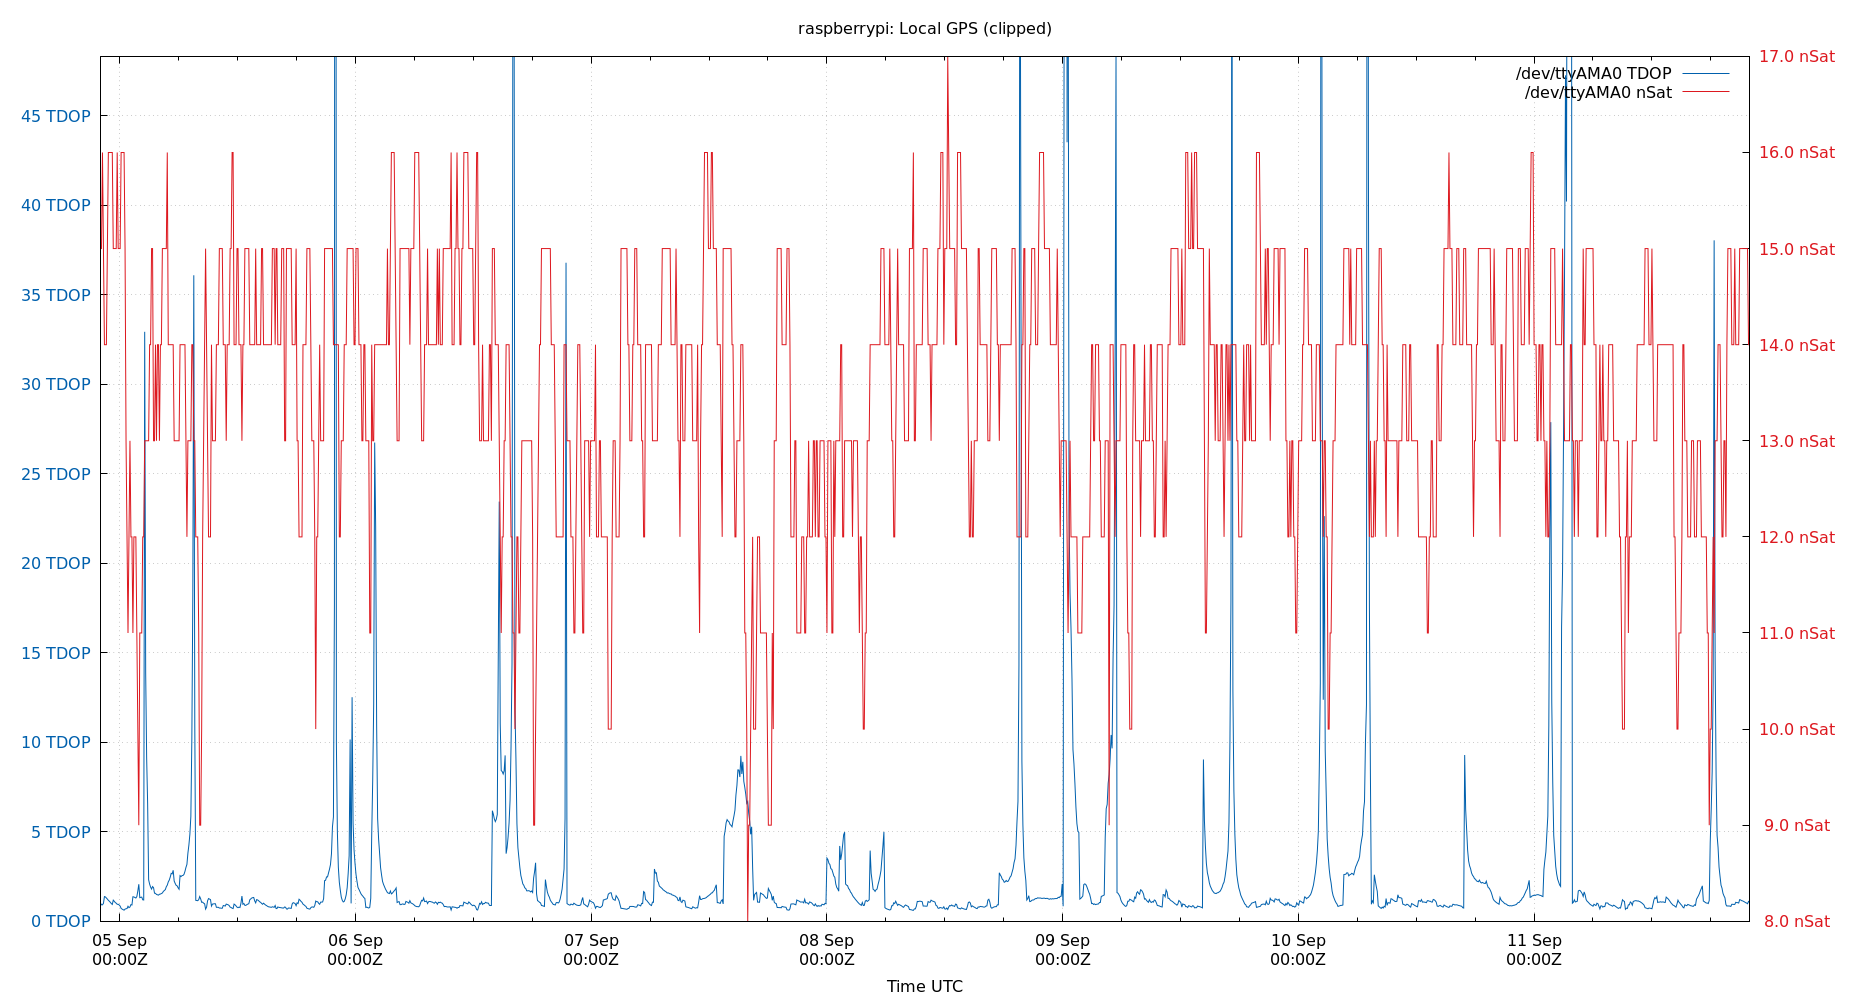 raspberrypi: Local GPS (clipped)
/dev/ttyAMA0 TDOP
/dev/ttyAMA0 nSat
45 TDOP
40 TDOP
35 TDOP
30 TDOP
25 TDOP
20 TDOP
15 TDOP
10 TDOP
5 TDOP
0 TDOP
17.0 nSat
16.0 nSat
15.0 nSat
14.0 nSat
13.0 nSat
12.0 nSat
11.0 nSat
10.0 nSat
9.0 nSat
8.0 nSat
05 Sep 06 Sep 07 Sep 08 Sep 09 Sep 10 Sep 11 Sep
00:00Z 00:00Z 00:00Z 00:00Z 00:00Z 00:00Z 00:00Z
Time UTC